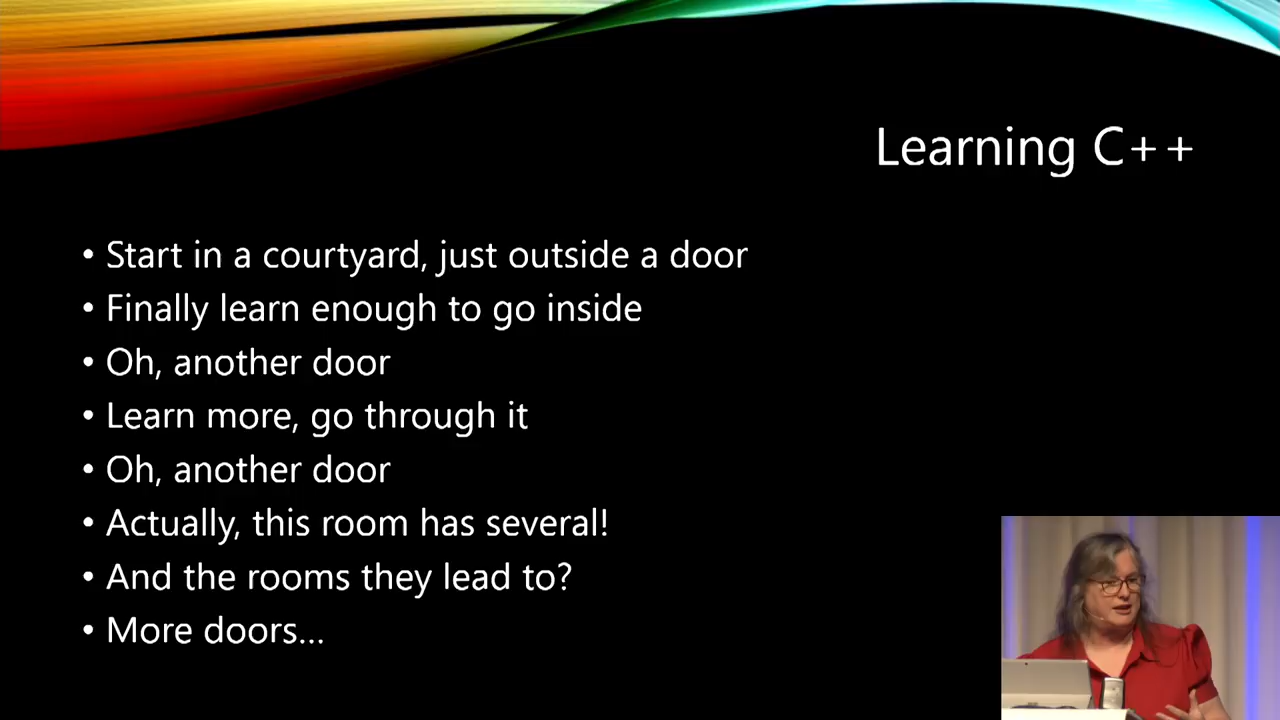 Learning C++
• Start in a courtyard, just outside a door
• Finally learn enough to go inside
• Oh, another door
• Learn more, go through it
• Oh, another door
• Actually, this room has several!
• And the rooms they lead to?
• More doors...